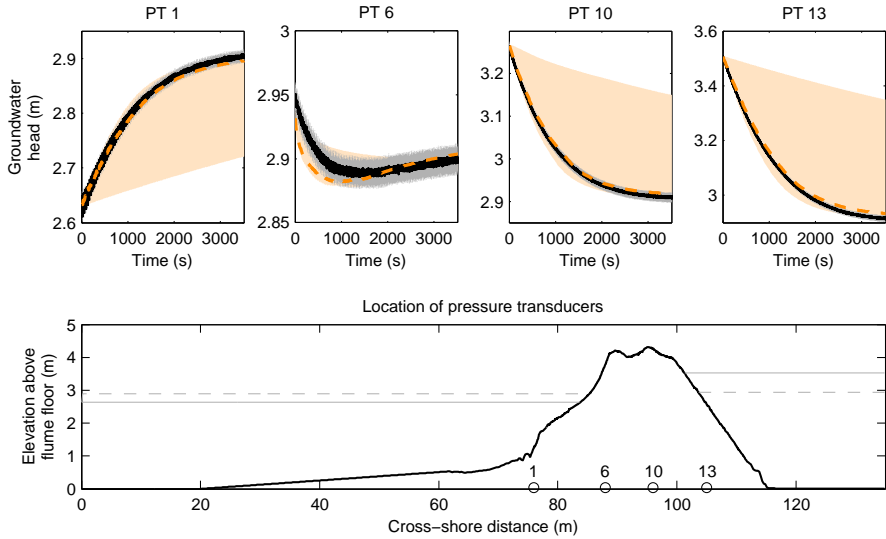 PT 1
PT 6
PT 10
PT 13
Groundwater
head (m)
2.9
2.8
2.7
2.6
3
2.95
2.9
2.85
3.2
3.1
3
2.9
3.6
3.4
3.2
3
0 1000 2000 3000
0 1000 2000 3000
0 1000 2000 3000
0 1000 2000 3000
Time (s)
Time (s)
Time (s)
Time (s)
Location of pressure transducers
Elevation above
flume floor (m)
5
4
3
2
1
0
1 6 10 13
0 20 40 60 80 100 120
Cross−shore distance (m)